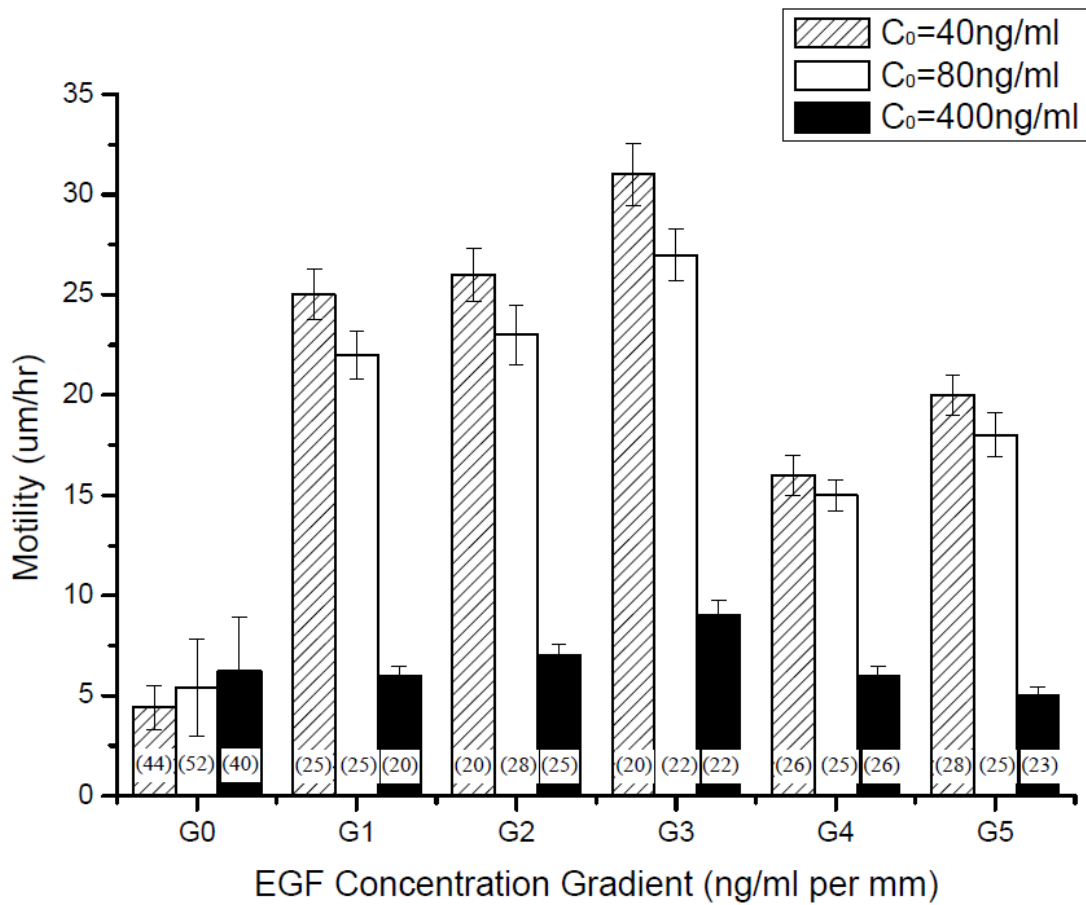 C₀=40ng/ml
C₀=80ng/ml
C₀=400ng/ml
35
30
25
20
15
10
5
0
Motility (um/hr)
(44) (52) (40) (25) (25) (20) (20) (28) (25) (20) (22) (22) (26) (25) (26) (28) (25) (23)
G0 G1 G2 G3 G4 G5
EGF Concentration Gradient (ng/ml per mm)